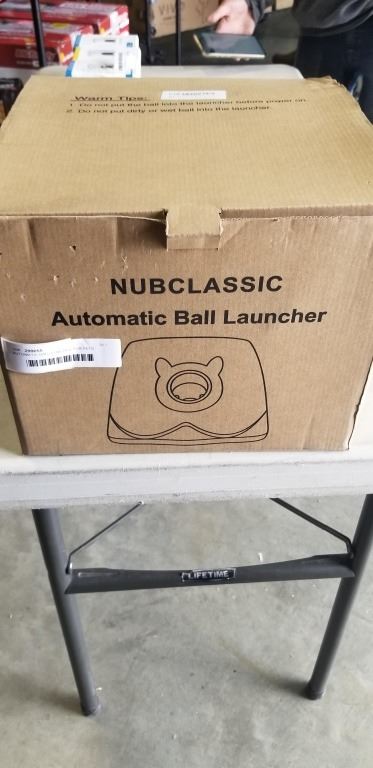 Warm Tips:
1. Do not put the ball into the launcher before power on.
2. Do not put dirty or wet ball into the launcher.
NUBCLASSIC
Automatic Ball Launcher
LIFETIME